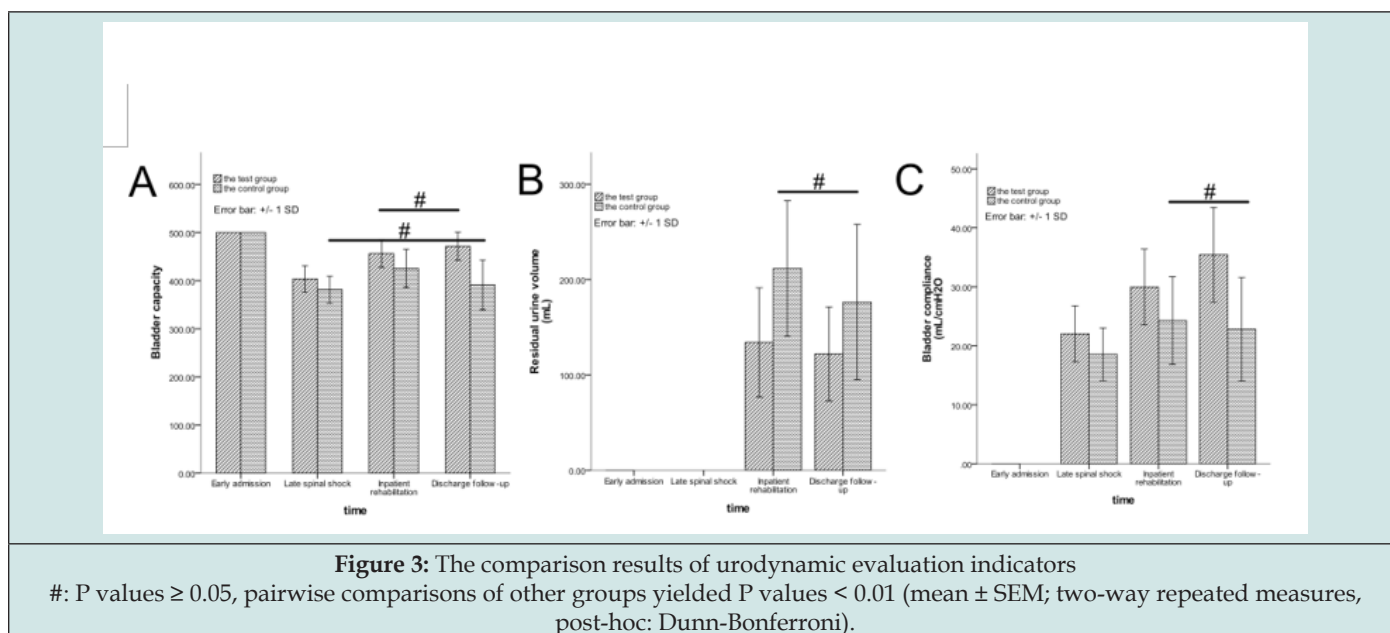 A
600.00
500.00
400.00
300.00
200.00
100.00
0.00
Bladder capacity
the test group
the control group
Error bar: +/- 1 SD
#
#
Early admission
Late spinal shock
Inpatient
rehabilitation
Discharge follow -up
time
B
300.00
200.00
100.00
0.00
Residual urine volume
(mL)
the test group
the control group
Error bar: +/- 1 SD
#
Early admission
Late spinal shock
Inpatient
rehabilitation
Discharge follow -
up
time
C
50.00
40.00
30.00
20.00
10.00
.00
Bladder compliance
(mL/cmH2O)
the test group
the control group
Error bar: +/- 1 SD
#
Early admission
Late spinal shock
Inpatient
rehabilitation
Discharge follow -
up
time
Figure 3: The comparison results of urodynamic evaluation indicators
#: P values ≥ 0.05, pairwise comparisons of other groups yielded P values < 0.01 (mean ± SEM; two-way repeated measures,
post-hoc: Dunn-Bonferroni).